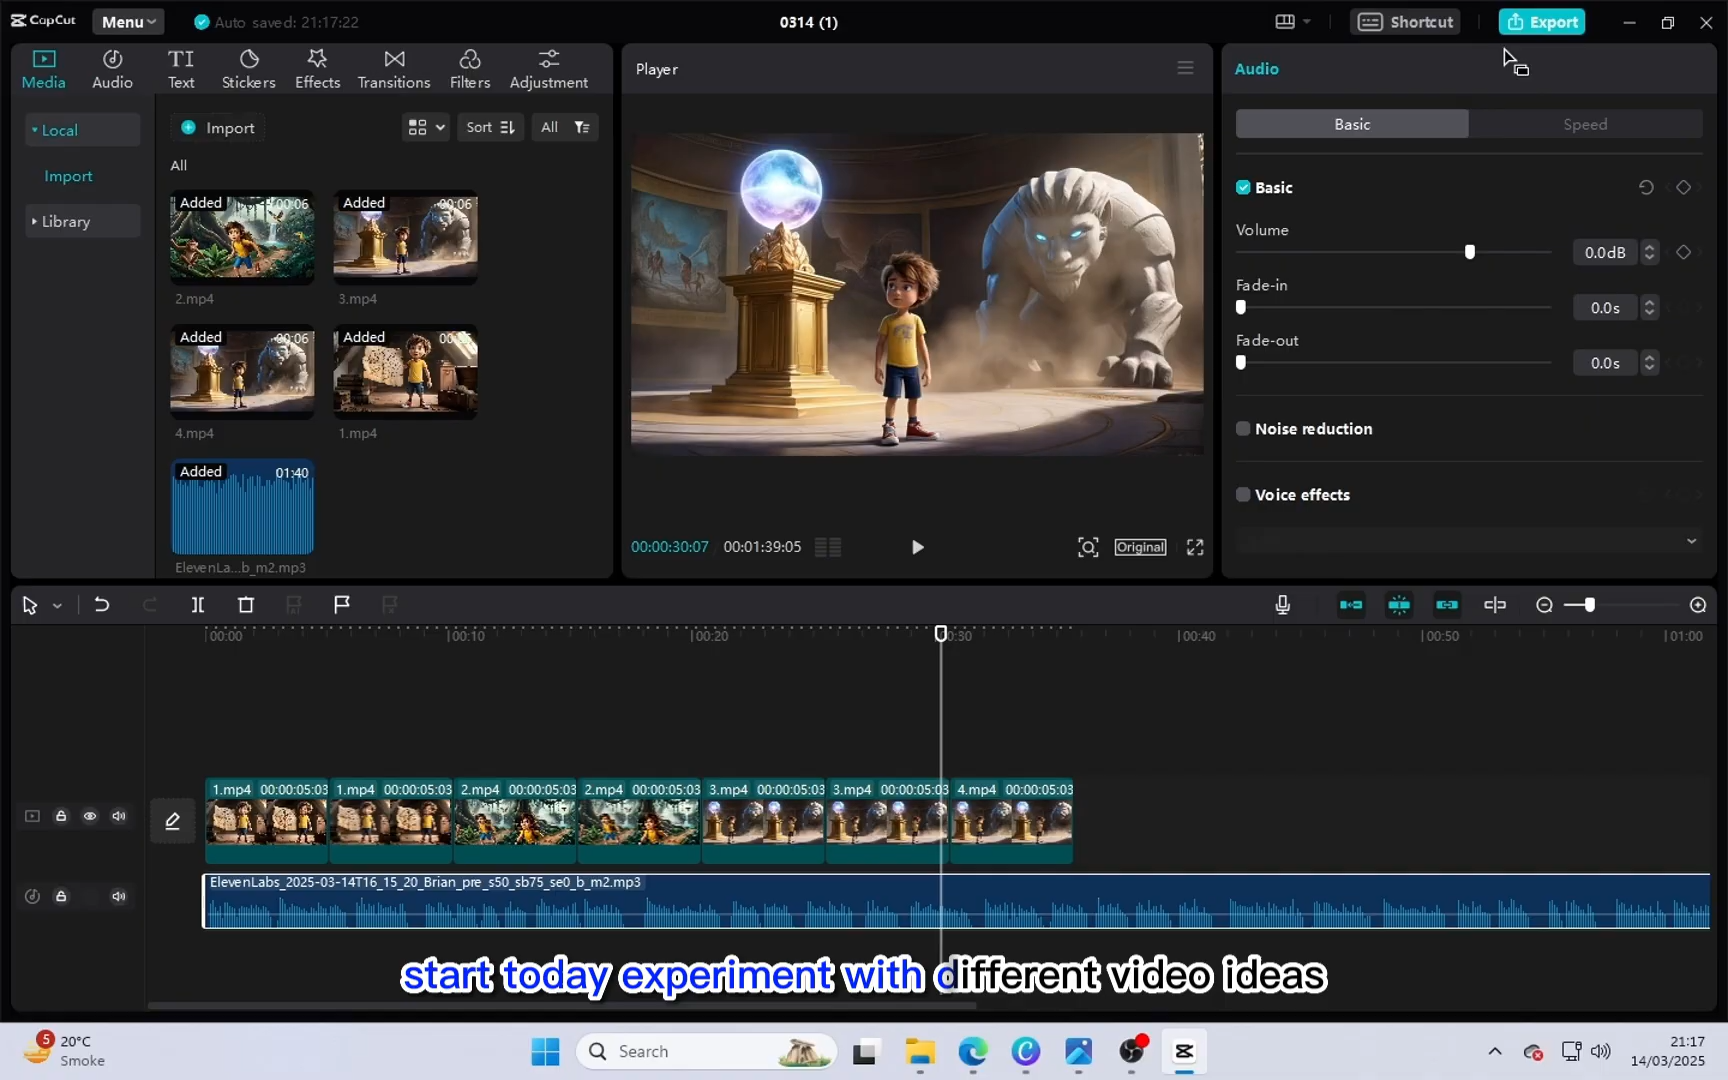 CapCut
Menu
Auto saved: 21:17:22
0314 (1)
Shortcut
Export
Media
Audio
Text
Stickers
Effects
Transitions
Filters
Adjustment
Local
Import
Library
Import
Sort
All
All
Added
00:06
2.mp4
Added
00:06
3.mp4
Added
00:06
4.mp4
Added
1.mp4
Added
01:40
ElevenLa...b_m2.mp3
Player
00:00:30:07
00:01:39:05
Original
Audio
Basic
Speed
Basic
Volume
0.0dB
Fade-in
0.0s
Fade-out
0.0s
Noise reduction
Voice effects
00:00
00:10
00:20
00:30
00:40
00:50
01:00
1.mp4 00:00:05:03
1.mp4 00:00:05:03
2.mp4 00:00:05:03
2.mp4 00:00:05:03
3.mp4 00:00:05:03
3.mp4 00:00:05:03
4.mp4 00:00:05:03
ElevenLabs_2025-03-14T16_15_20_Brian_pre_s50_sb75_se0_b_m2.mp3
start today experiment with different video ideas
5
20°C
Smoke
Search
21:17
14/03/2025